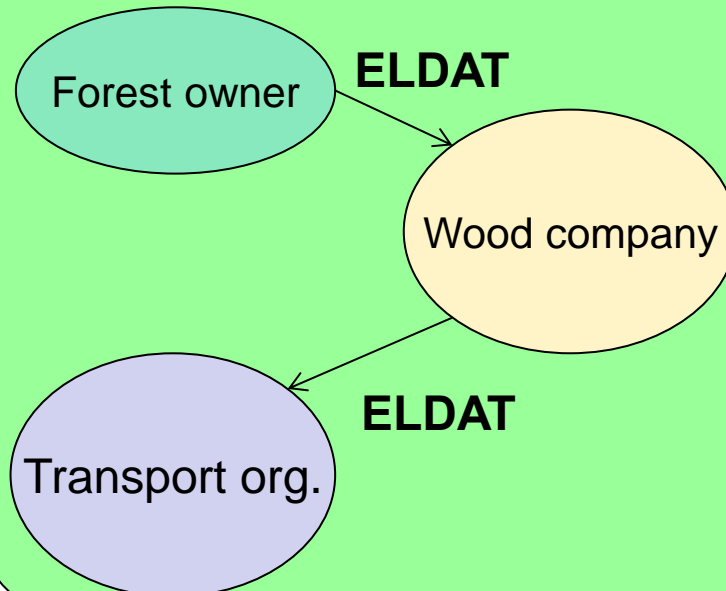 Forest owner
ELDAT
Wood company
ELDAT
Transport org.